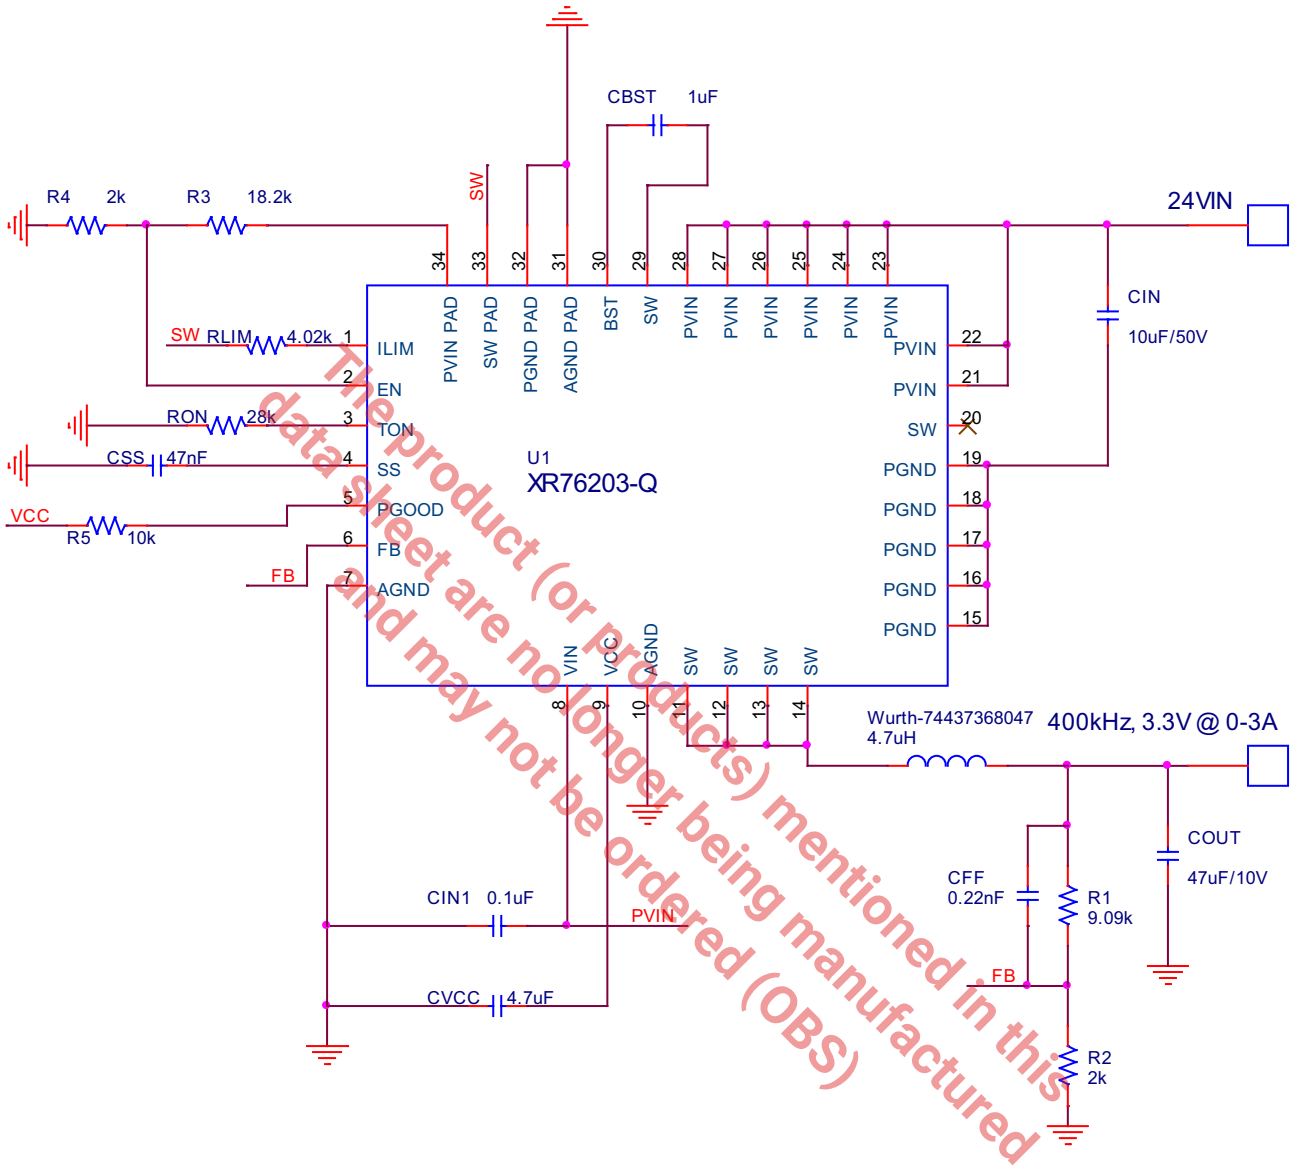 CBST 1uF
R4 2k R3 18.2k
SW
24VIN
34 33 32 31 30 29 28 27 26 25 24 23
PVIN PAD SW PAD PGND PAD AGND PAD BST SW PVIN PVIN PVIN PVIN PVIN PVIN
CIN
10uF/50V
SW RLIM 4.02k 1 ILIM
PVIN 22
2 EN
PVIN 21
RON 28k 3 TON
SW 20
CSS 47nF 4 SS
PGND 19
U1
XR76203-Q
5 PGOOD
PGND 18
VCC
R5 10k
6 FB
PGND 17
FB
7 AGND
PGND 16
PGND 15
VIN VCC AGND SW SW SW SW
8 9 10 11 12 13 14
Wurth-74437368047
4.7uH
400kHz, 3.3V @ 0-3A
COUT
47uF/10V
CFF
0.22nF
R1
9.09k
CIN1 0.1uF
PVIN
FB
CVCC 4.7uF
R2
2k
The product (or products) mentioned in this
data sheet are no longer being manufactured
and may not be ordered (OBS)